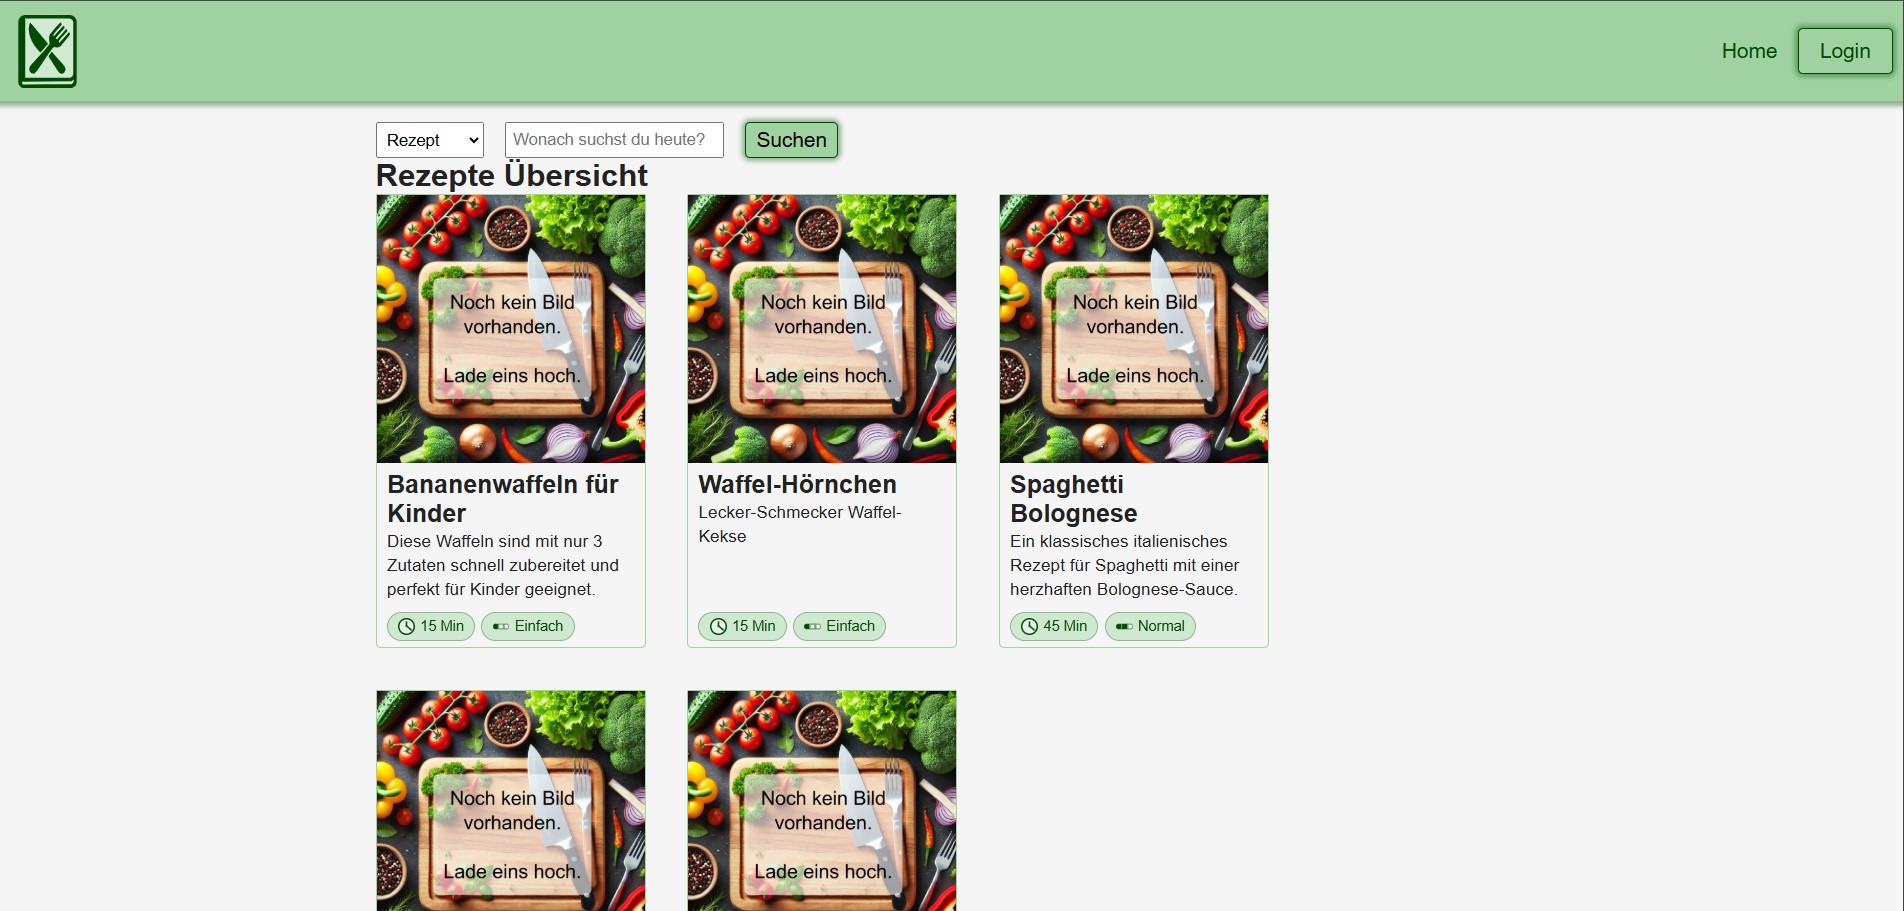 Home
Login
Rezept
Wonach suchst du heute?
Suchen
Rezepte Übersicht
Noch kein Bild
vorhanden.
Lade eins hoch.
Bananenwaffeln für
Kinder
Diese Waffeln sind mit nur 3
Zutaten schnell zubereitet und
perfekt für Kinder geeignet.
15 Min
Einfach
Noch kein Bild
vorhanden.
Lade eins hoch.
Waffel-Hörnchen
Lecker-Schmecker Waffel-
Kekse
15 Min
Einfach
Noch kein Bild
vorhanden.
Lade eins hoch.
Spaghetti
Bolognese
Ein klassisches italienisches
Rezept für Spaghetti mit einer
herzhaften Bolognese-Sauce.
45 Min
Normal
Noch kein Bild
vorhanden.
Lade eins hoch.
Noch kein Bild
vorhanden.
Lade eins hoch.